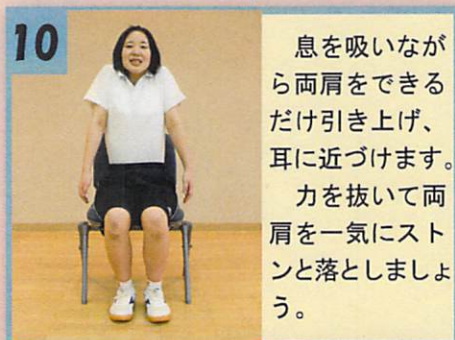 10
息を吸いなが
ら両肩をできる
だけ引き上げ、
耳に近づけます。
力を抜いて両
肩を一気にスト
ンと落としましょ
う。